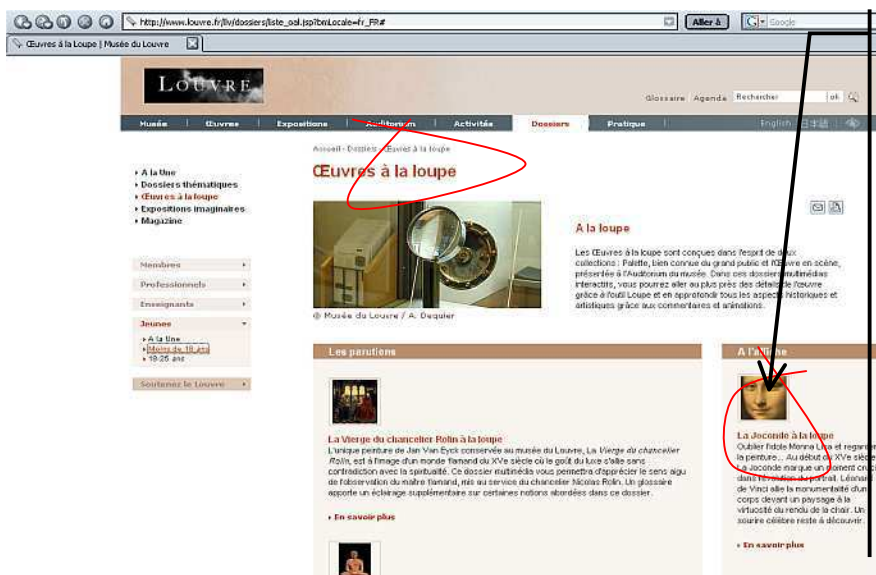 http://www.louvre.fr/llv/dossiers/liste_oal.jsp?bmLocale=fr_FR#
Aller à
Google
Œuvres à la Loupe | Musée du Louvre
LOUVRE
Glossaire Agenda Rechercher ok
Musée Œuvres Expositions Auditorium Activités Dossiers Pratique English 日本語
Accueil - Dossiers - Œuvres à la loupe
Œuvres à la loupe
A la Une
Dossiers thématiques
Œuvres à la loupe
Expositions imaginaires
Magazine
Membres
Professionnels
Enseignants
Jeunes
A la Une
Moins de 18 ans
18-25 ans
Soutenez le Louvre
© Musée du Louvre / A. Dequier
A la loupe
Les Œuvres à la loupe sont conçues dans l'esprit de deux
collections : Palette, bien connue du grand public et l'Œuvre en scène,
présentée à l'Auditorium du musée. Dans ces dossiers multimédias
interactifs, vous pourrez aller au plus près des détails de l'œuvre
grâce à l'outil Loupe et en approfondir tous les aspects historiques et
artistiques grâce aux commentaires et animations.
Les parutions
La Vierge du chancelier Rolin à la loupe
L'unique peinture de Jan Van Eyck conservée au musée du Louvre, La Vierge du chancelier
Rolin, est à l'image d'un monde flamand du XVe siècle où le goût du luxe s'allie sans
contradiction avec la spiritualité. Ce dossier multimédia vous permettra d'apprécier le sens aigu
de l'observation du maître flamand, mis au service du chancelier Nicolas Rolin. Un glossaire
apporte un éclairage supplémentaire sur certaines notions abordées dans ce dossier.
En savoir plus
A l'affiche
La Joconde à la loupe
Oublier l'idole Monna Lisa et regarder
la peinture... Au début du XVe siècle
La Joconde marque un moment cruci
dans l'évolution du portrait. Léonard
de Vinci allie la monumentalité d'un
corps devant un paysage à la
virtuosité du rendu de la chair. Un
sourire célèbre reste à découvrir.
En savoir plus